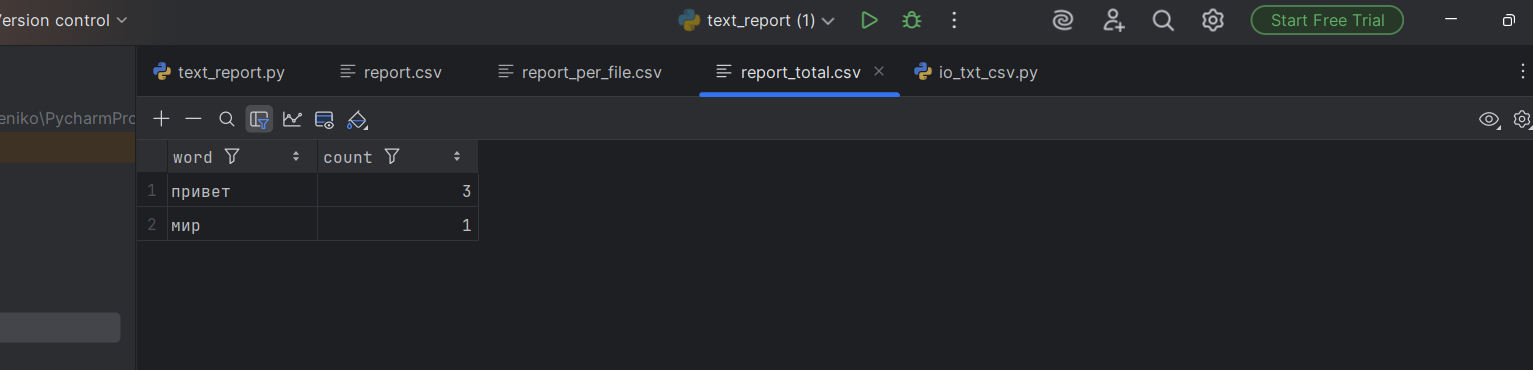 ersion control
text_report (1)
Start Free Trial
text_report.py report.csv report_per_file.csv report_total.csv io_txt_csv.py
eniko\PycharmPro
word count
1 привет 3
2 мир 1